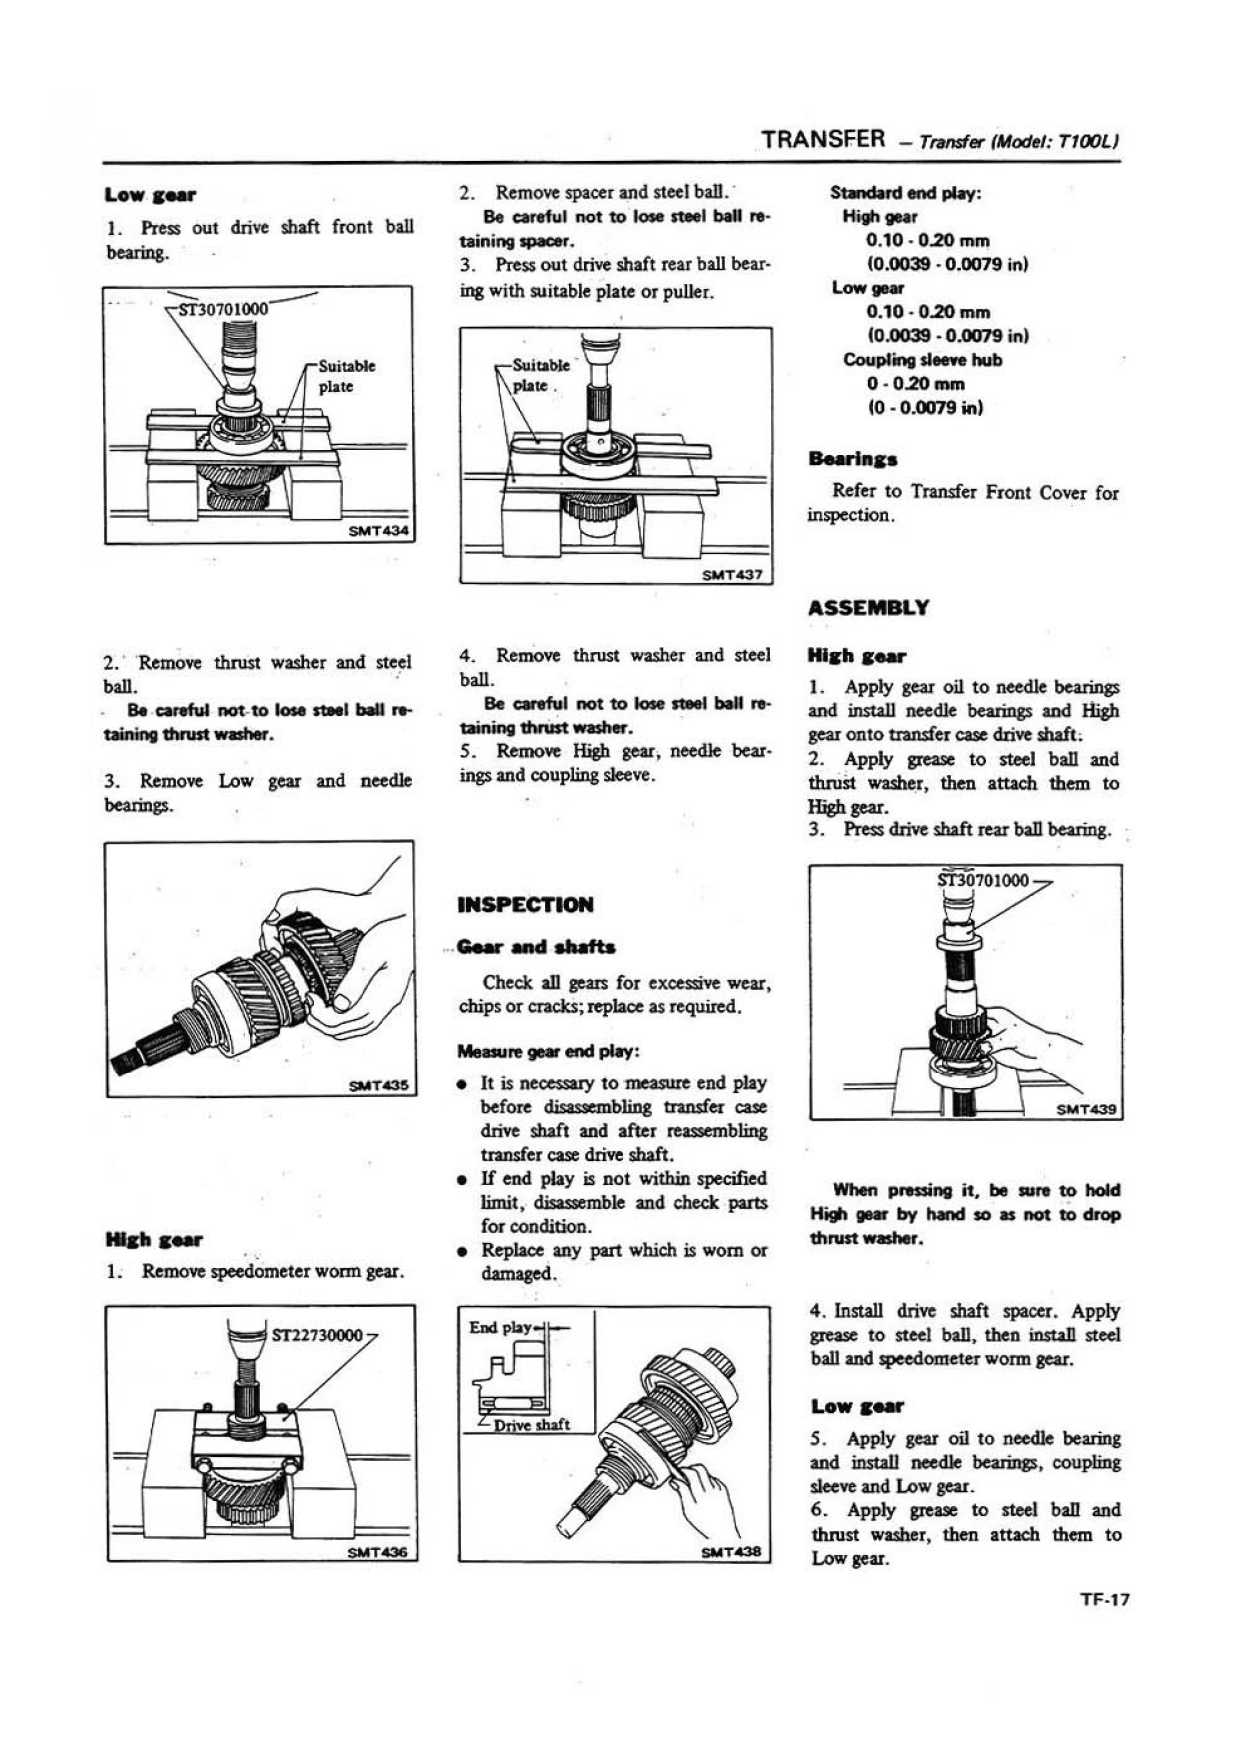 TRANSFER – Transfer (Model: T100L)
Low gear
1. Press out drive shaft front ball
bearing.
ST30701000
Suitable
plate
SMT434
2. Remove thrust washer and steel
ball.
Be careful not to lose steel ball re-
taining thrust washer.
3. Remove Low gear and needle
bearings.
SMT435
High gear
1. Remove speedometer worm gear.
ST22730000
SMT436
2. Remove spacer and steel ball.
Be careful not to lose steel ball re-
taining spacer.
3. Press out drive shaft rear ball bear-
ing with suitable plate or puller.
Suitable
plate
SMT437
4. Remove thrust washer and steel
ball.
Be careful not to lose steel ball re-
taining thrust washer.
5. Remove High gear, needle bear-
ings and coupling sleeve.
INSPECTION
Gear and shafts
Check all gears for excessive wear,
chips or cracks; replace as required.
Measure gear end play:
● It is necessary to measure end play
before disassembling transfer case
drive shaft and after reassembling
transfer case drive shaft.
● If end play is not within specified
limit, disassemble and check parts
for condition.
● Replace any part which is worn or
damaged.
End play
Drive shaft
SMT438
Standard end play:
High gear
0.10 - 0.20 mm
(0.0039 - 0.0079 in)
Low gear
0.10 - 0.20 mm
(0.0039 - 0.0079 in)
Coupling sleeve hub
0 - 0.20 mm
(0 - 0.0079 in)
Bearings
Refer to Transfer Front Cover for
inspection.
ASSEMBLY
High gear
1. Apply gear oil to needle bearings
and install needle bearings and High
gear onto transfer case drive shaft.
2. Apply grease to steel ball and
thrust washer, then attach them to
High gear.
3. Press drive shaft rear ball bearing.
ST30701000
SMT439
When pressing it, be sure to hold
High gear by hand so as not to drop
thrust washer.
4. Install drive shaft spacer. Apply
grease to steel ball, then install steel
ball and speedometer worm gear.
Low gear
5. Apply gear oil to needle bearing
and install needle bearings, coupling
sleeve and Low gear.
6. Apply grease to steel ball and
thrust washer, then attach them to
Low gear.
TF-17